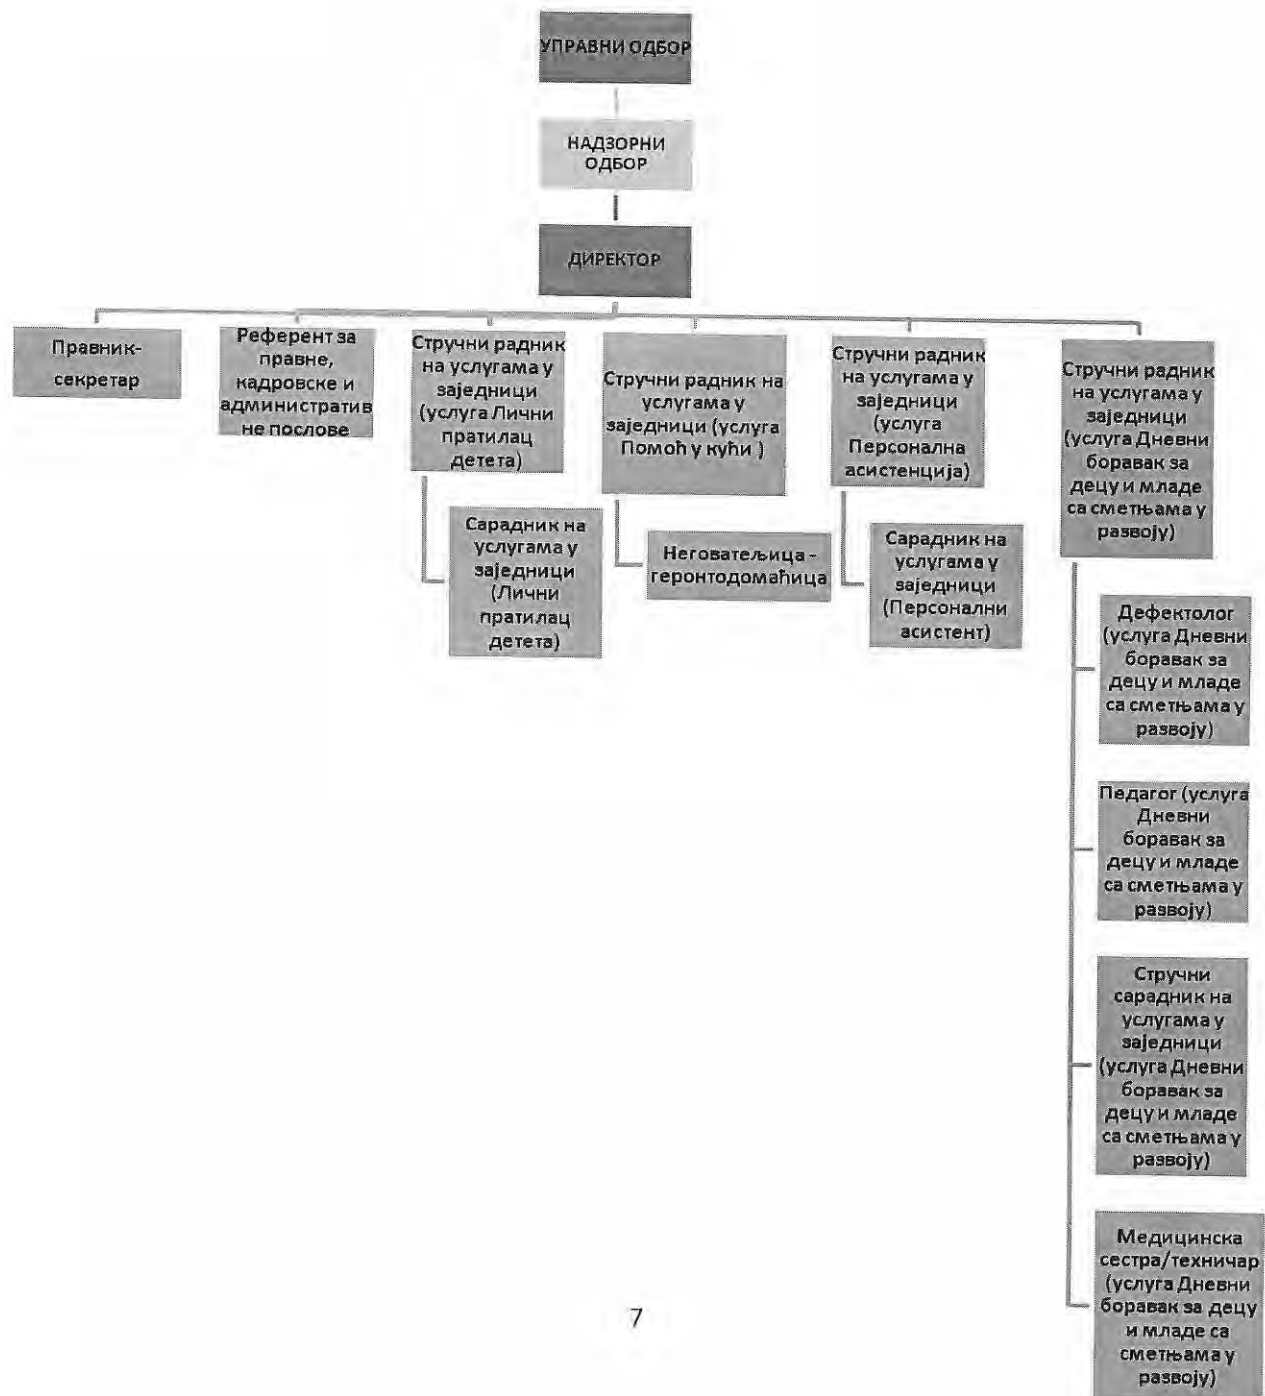 УПРАВНИ ОДБОР
НАДЗОРНИ
ОДБОР
ДИРЕКТОР
Правник-
секретар
Референт за
правне,
кадровске и
административ
не послове
Стручни радник
на услугама у
заједници
(услуга Лични
пратилац
детета)
Стручни радник на
услугама у
заједници (услуга
Помоћ у кући )
Стручни радник
на услугама у
заједници
(услуга
Персонална
асистенција)
Стручни радник
на услугама у
заједници
(услуга Дневни
боравак за
децу и младе
са сметњама у
развоју)
Сарадник на
услугама у
заједници
(Лични
пратилац
детета)
Неговатељица -
геронтодомаћица
Сарадник на
услугама у
заједници
(Персонални
асистент)
Дефектолог
(услуга Дневни
боравак за
децу и младе
са сметњама у
развоју)
Педагог (услуга
Дневни
боравак за
децу и младе
са сметњама у
развоју)
Стручни
сарадник на
услугама у
заједници
(услуга Дневни
боравак за
децу и младе
са сметњама у
развоју)
Медицинска
сестра/техничар
(услуга Дневни
боравак за децу
и младе са
сметњама у
развоју)
7